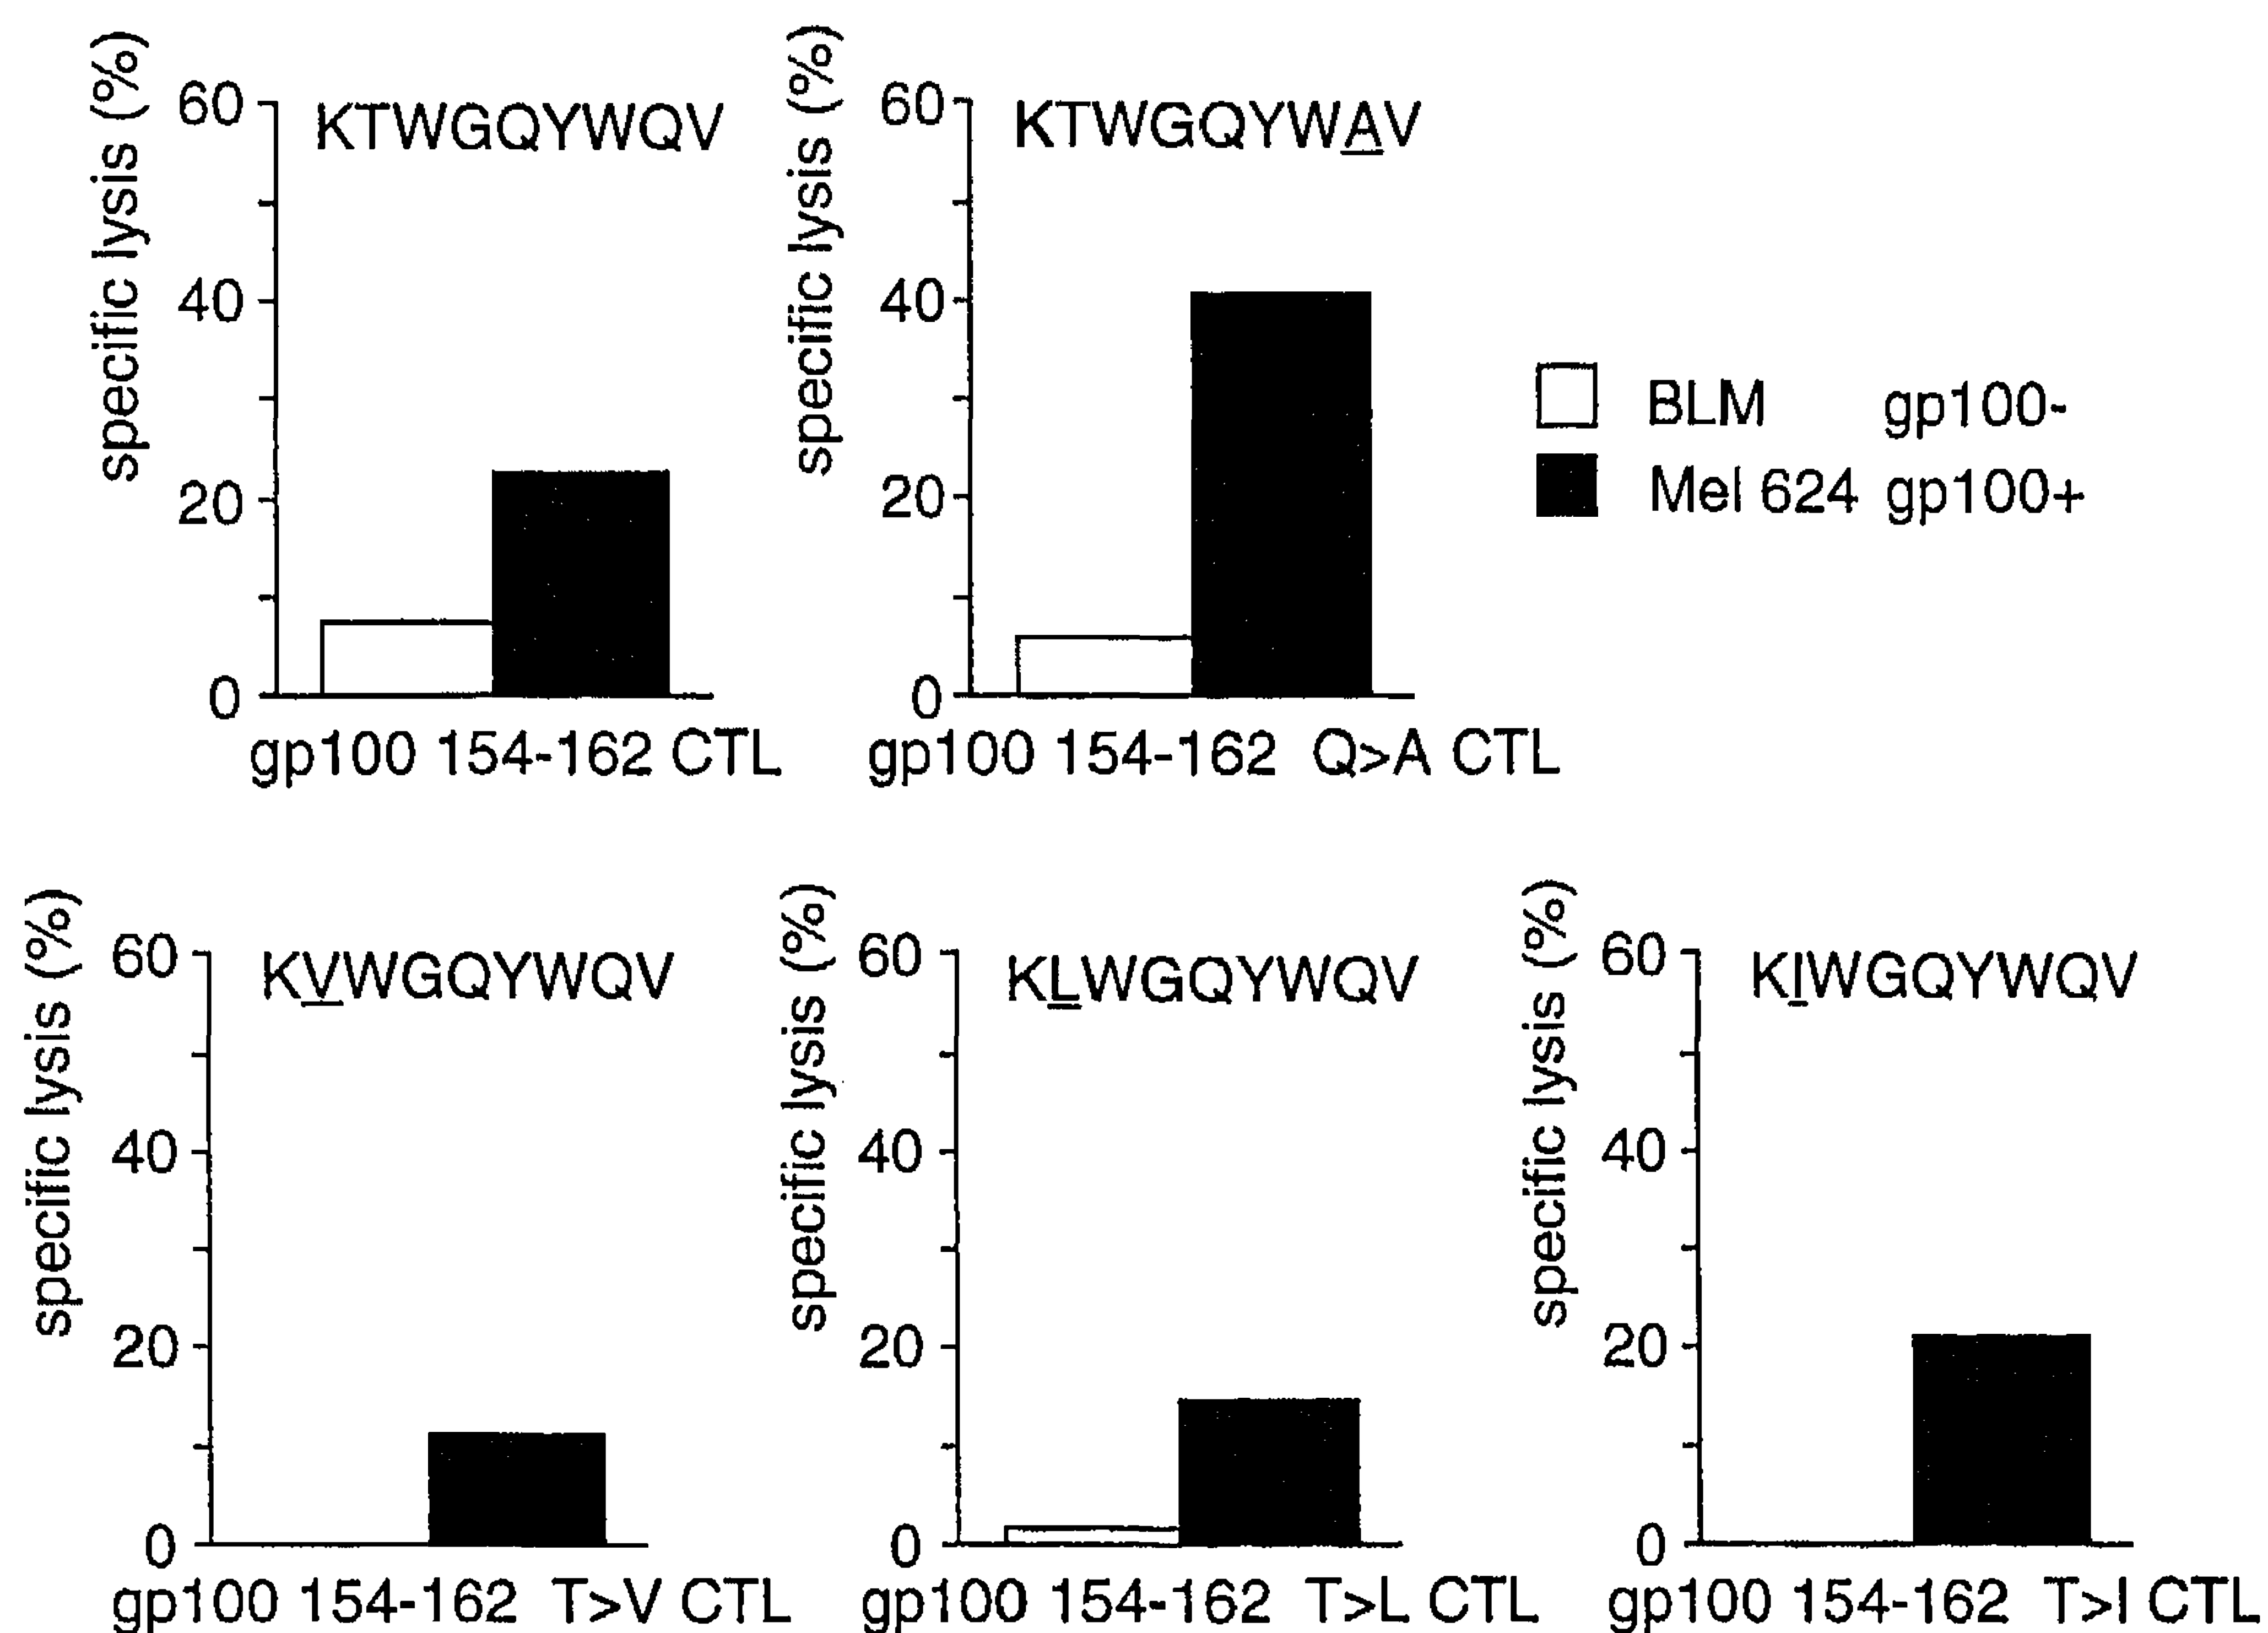 specific lysis (%)
60
40
20
0
KTWGQYWQV
gp100 154-162 CTL
specific lysis (%)
60
40
20
0
KTWGQYWAV
gp100 154-162 Q>A CTL
BLM gp100-
Mel 624 gp100+
specific lysis (%)
60
40
20
0
KVWGQYWQV
gp100 154-162 T>V CTL
specific lysis (%)
60
40
20
0
KLWGQYWQV
gp100 154-162 T>L CTL
specific lysis (%)
60
40
20
0
KIWGQYWQV
gp100 154-162 T>I CTL